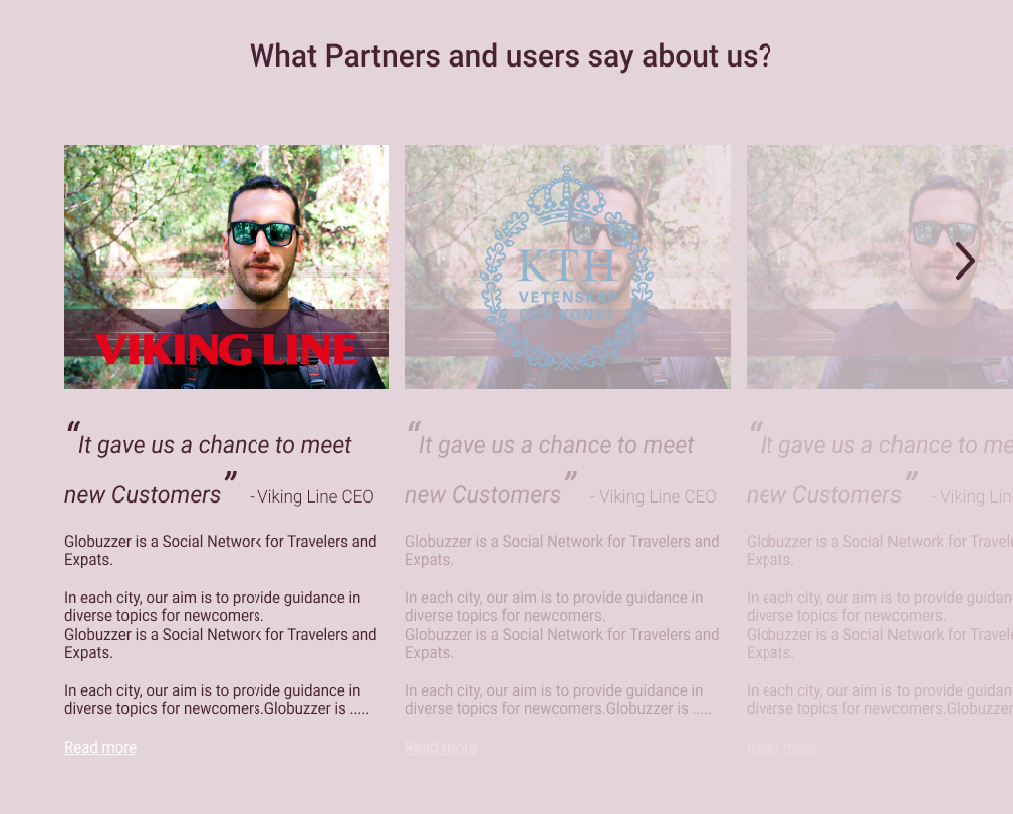 What Partners and users say about us?
VIKING LINE
“It gave us a chance to meet
new Customers” - Viking Line CEO
Globuzzer is a Social Network for Travelers and
Expats.
In each city, our aim is to provide guidance in
diverse topics for newcomers.
Globuzzer is a Social Network for Travelers and
Expats.
In each city, our aim is to provide guidance in
diverse topics for newcomers.Globuzzer is .....
Read more
KTH
VETENSKAP
OCH KONST
“It gave us a chance to meet
new Customers” - Viking Line CEO
Globuzzer is a Social Network for Travelers and
Expats.
In each city, our aim is to provide guidance in
diverse topics for newcomers.
Globuzzer is a Social Network for Travelers and
Expats.
In each city, our aim is to provide guidance in
diverse topics for newcomers.Globuzzer is .....
Read more
“It gave us a chance to me
new Customers” - Viking Lin
Globuzzer is a Social Network for Travel
Expats.
In each city, our aim is to provide guidan
diverse topics for newcomers.
Globuzzer is a Social Network for Travel
Expats.
In each city, our aim is to provide guidan
diverse topics for newcomers.Globuzzer
Read more